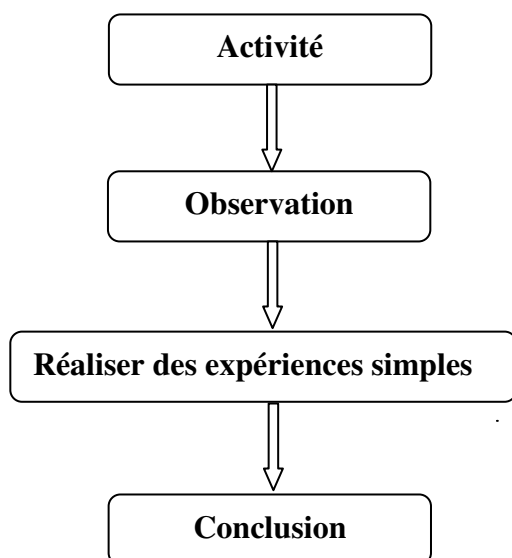 Activité
Observation
Réaliser des expériences simples
Conclusion